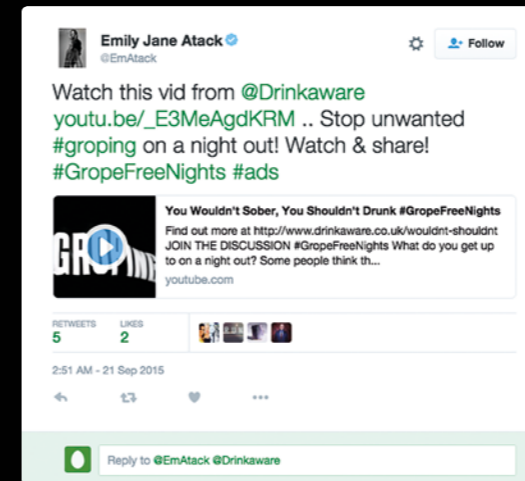 Emily Jane Atack
@EmAtack
Follow
Watch this vid from @Drinkaware
youtu.be/_E3MeAgdKRM .. Stop unwanted
#groping on a night out! Watch & share!
#GropeFreeNights #ads
GROPING
You Wouldn't Sober, You Shouldn't Drunk #GropeFreeNights
Find out more at http://www.drinkaware.co.uk/wouldnt-shouldnt
JOIN THE DISCUSSION #GropeFreeNights What do you get up
to on a night out? Some people think th...
youtube.com
RETWEETS LIKES
5 2
2:51 AM - 21 Sep 2015
Reply to @EmAtack @Drinkaware